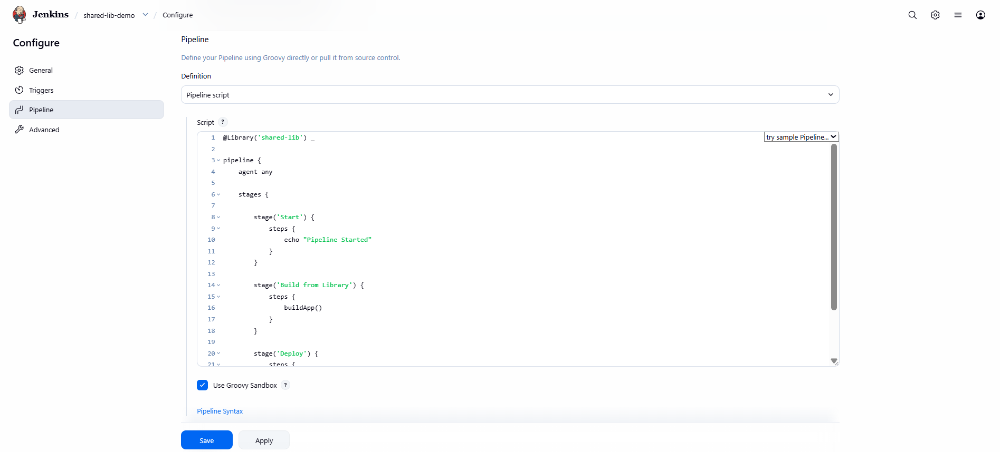 Jenkins / shared-lib-demo / Configure
Configure
General
Triggers
Pipeline
Advanced
Pipeline
Define your Pipeline using Groovy directly or pull it from source control.
Definition
Pipeline script
Script ?
try sample Pipeline...
1 @Library('shared-lib') _
2
3 pipeline {
4     agent any
5
6     stages {
7
8         stage('Start') {
9             steps {
10                 echo "Pipeline Started"
11             }
12         }
13
14         stage('Build from Library') {
15             steps {
16                 buildApp()
17             }
18         }
19
20         stage('Deploy') {
21             steps {
Use Groovy Sandbox ?
Pipeline Syntax
Save Apply